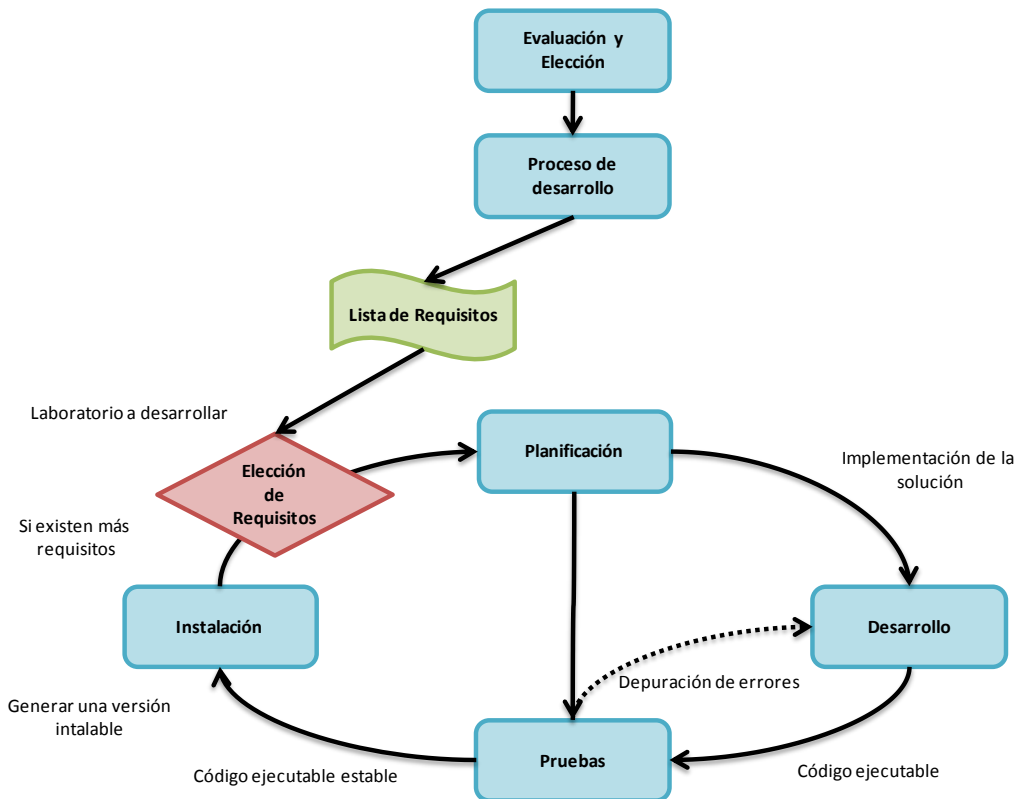 Evaluación y
Elección
Proceso de
desarrollo
Lista de Requisitos
Laboratorio a desarrollar
Elección
de
Requisitos
Planificación
Implementación de la
solución
Si existen más
requisitos
Instalación
Desarrollo
Depuración de errores
Generar una versión
intalable
Código ejecutable estable
Pruebas
Código ejecutable